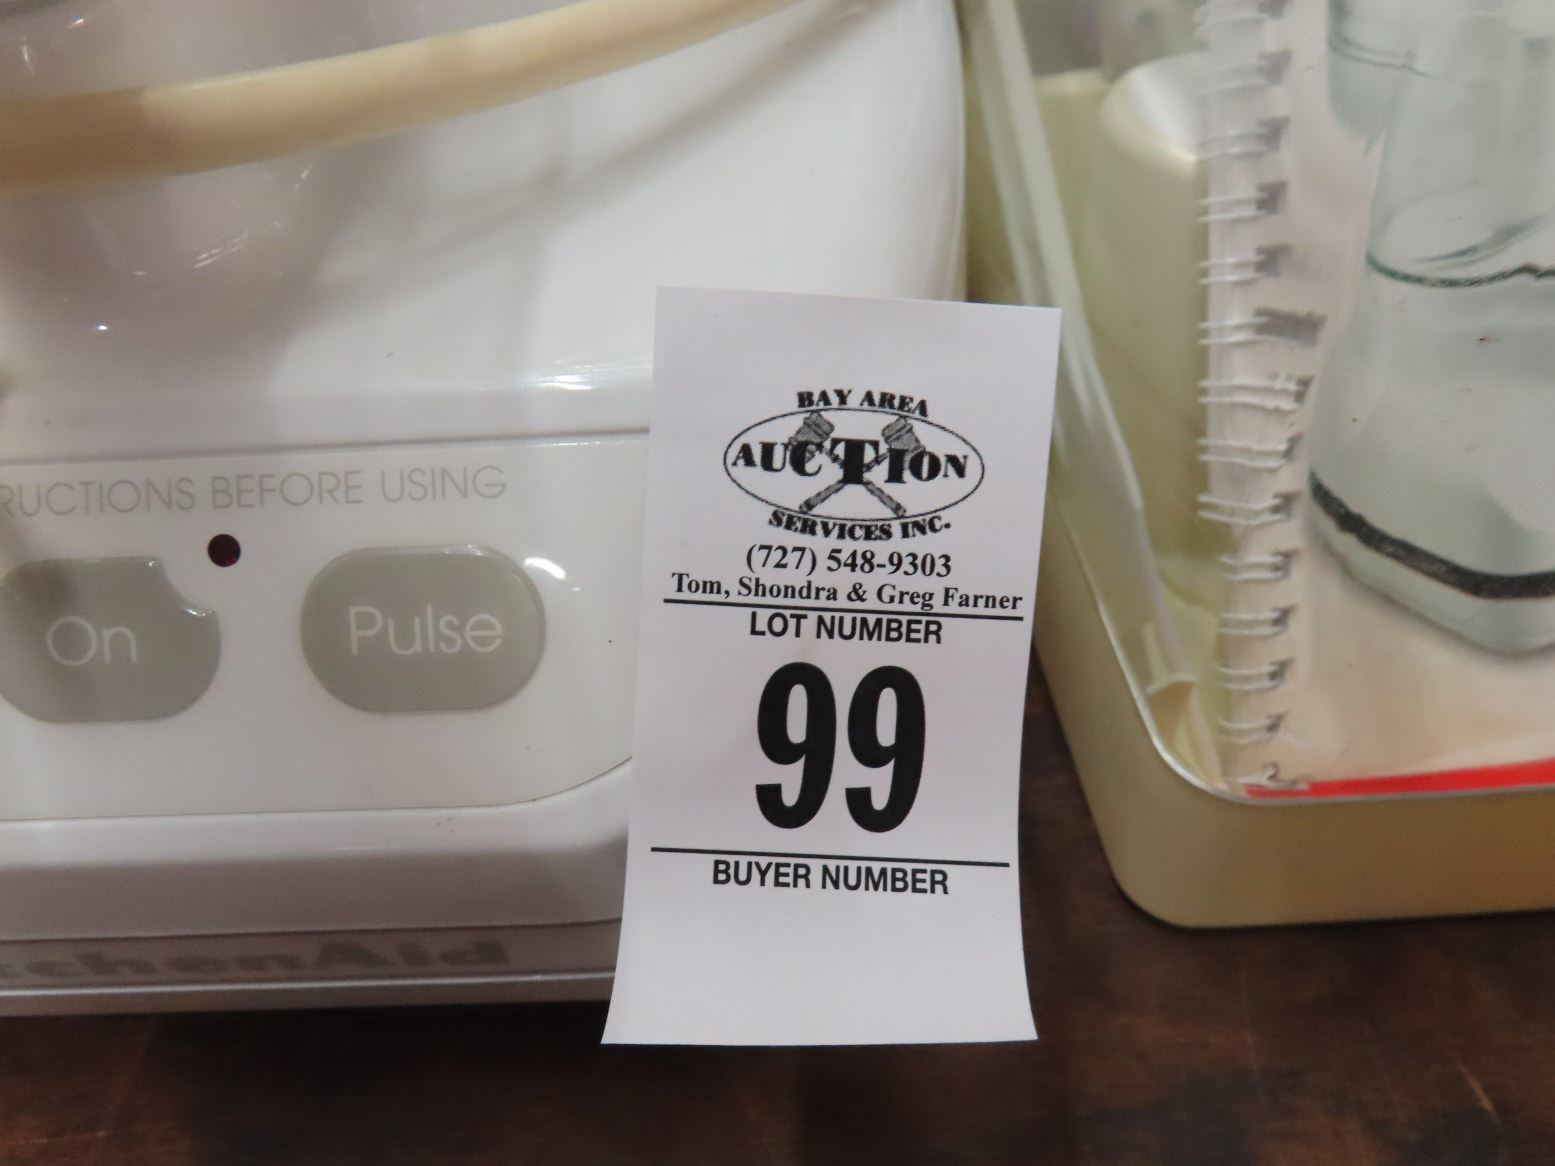 RUCTIONS BEFORE USING
On
Pulse
chenAid
BAY AREA
AUCTION
SERVICES INC.
(727) 548-9303
Tom, Shondra & Greg Farner
LOT NUMBER
99
BUYER NUMBER